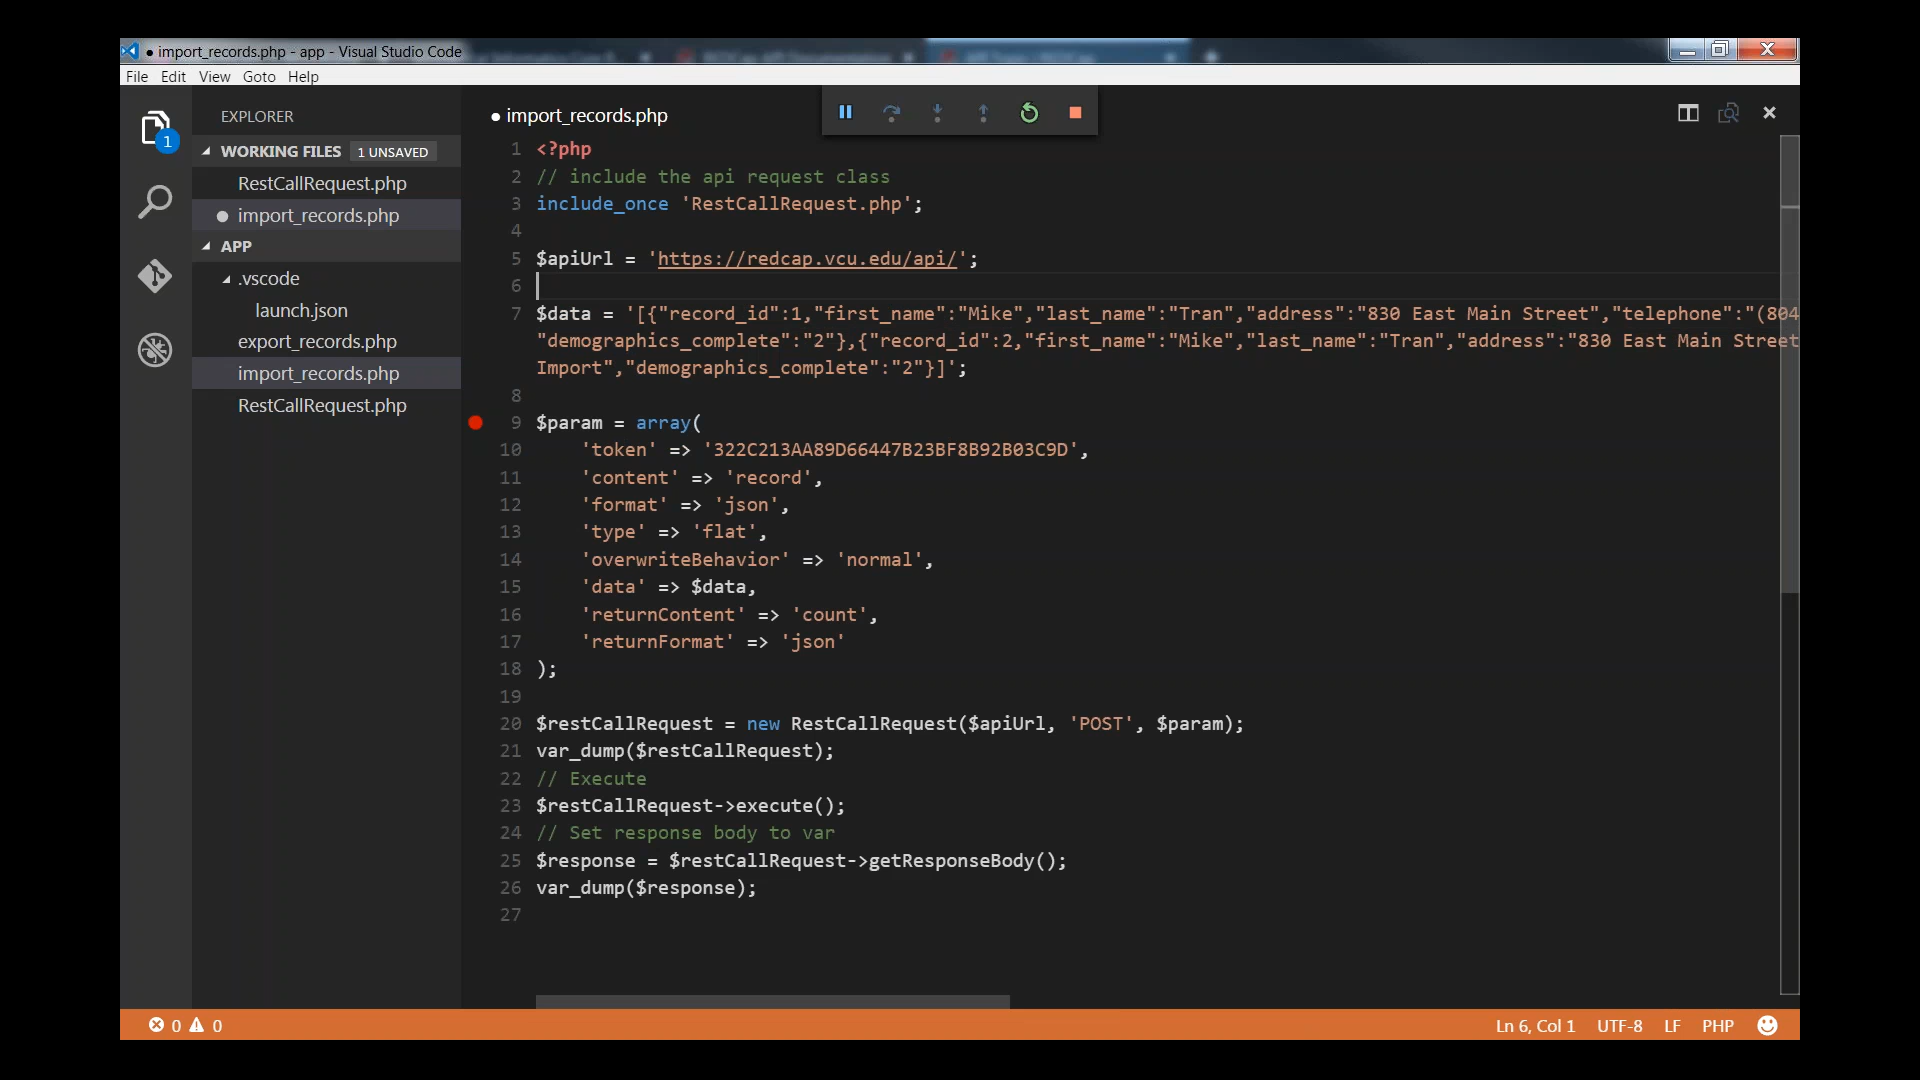 ● import_records.php - app - Visual Studio Code
File Edit View Goto Help
1
EXPLORER
WORKING FILES 1 UNSAVED
RestCallRequest.php
import_records.php
APP
.vscode
launch.json
export_records.php
import_records.php
RestCallRequest.php
● import_records.php
1 <?php
2 // include the api request class
3 include_once 'RestCallRequest.php';
4
5 $apiUrl = 'https://redcap.vcu.edu/api/';
6
7 $data = '[{"record_id":1,"first_name":"Mike","last_name":"Tran","address":"830 East Main Street","telephone":"(804
"demographics_complete":"2"},{"record_id":2,"first_name":"Mike","last_name":"Tran","address":"830 East Main Street
Import","demographics_complete":"2"}]';
8
9 $param = array(
10 'token' => '322C213AA89D66447B23BF8B92B03C9D',
11 'content' => 'record',
12 'format' => 'json',
13 'type' => 'flat',
14 'overwriteBehavior' => 'normal',
15 'data' => $data,
16 'returnContent' => 'count',
17 'returnFormat' => 'json'
18 );
19
20 $restCallRequest = new RestCallRequest($apiUrl, 'POST', $param);
21 var_dump($restCallRequest);
22 // Execute
23 $restCallRequest->execute();
24 // Set response body to var
25 $response = $restCallRequest->getResponseBody();
26 var_dump($response);
27
0 0
Ln 6, Col 1 UTF-8 LF PHP